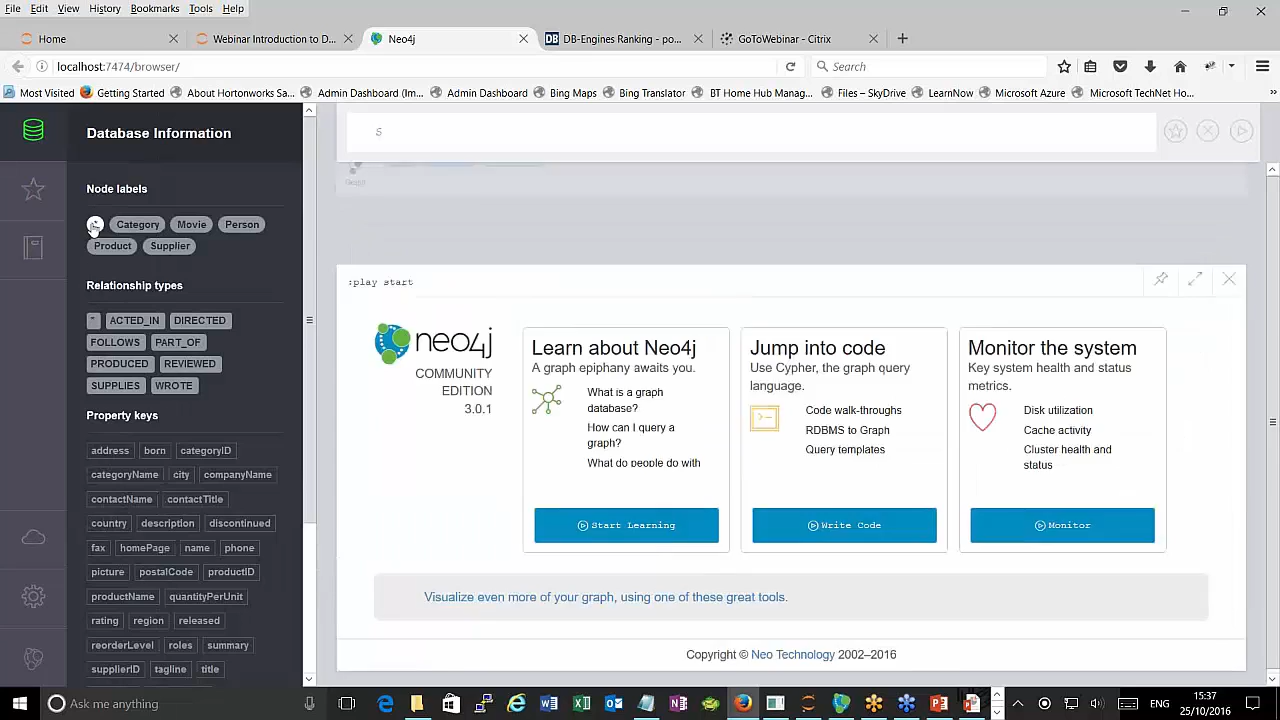 File Edit View History Bookmarks Tools Help
Home
Webinar Introduction to D...
Neo4j
DB-Engines Ranking - po...
GoToWebinar - Citrix
localhost:7474/browser/
Search
Most Visited Getting Started About Hortonworks Sa... Admin Dashboard (Im... Admin Dashboard Bing Maps Bing Translator BT Home Hub Manag... Files – SkyDrive LearnNow Microsoft Azure Microsoft TechNet Ho...
Database Information
Node labels
Category Movie Person
Product Supplier
Relationship types
* ACTED_IN DIRECTED
FOLLOWS PART_OF
PRODUCED REVIEWED
SUPPLIES WROTE
Property keys
address born categoryID
categoryName city companyName
contactName contactTitle
country description discontinued
fax homePage name phone
picture postalCode productID
productName quantityPerUnit
rating region released
reorderLevel roles summary
supplierID tagline title
$
:play start
neo4j
COMMUNITY
EDITION
3.0.1
Learn about Neo4j
A graph epiphany awaits you.
What is a graph
database?
How can I query a
graph?
What do people do with
Start Learning
Jump into code
Use Cypher, the graph query
language.
Code walk-throughs
RDBMS to Graph
Query templates
Write Code
Monitor the system
Key system health and status
metrics.
Disk utilization
Cache activity
Cluster health and
status
Monitor
Visualize even more of your graph, using one of these great tools.
Copyright © Neo Technology 2002–2016
Ask me anything
ENG
15:37
25/10/2016